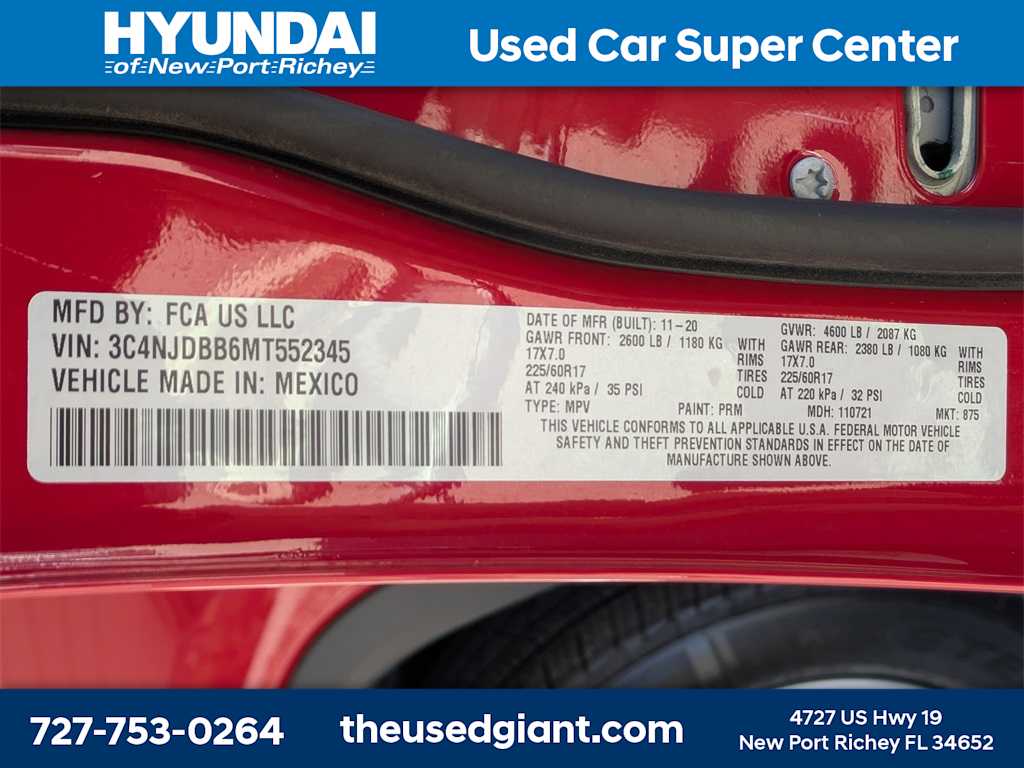 HYUNDAI
of New Port Richey
Used Car Super Center
MFD BY: FCA US LLC
VIN: 3C4NJDBB6MT552345
VEHICLE MADE IN: MEXICO
DATE OF MFR (BUILT): 11-20
GVWR: 4600 LB / 2087 KG
GAWR FRONT: 2600 LB / 1180 KG WITH
17X7.0 RIMS
225/60R17 TIRES
AT 240 kPa / 35 PSI COLD
GAWR REAR: 2380 LB / 1080 KG WITH
17X7.0 RIMS
225/60R17 TIRES
AT 220 kPa / 32 PSI COLD
TYPE: MPV PAINT: PRM MDH: 110721 MKT: 875
THIS VEHICLE CONFORMS TO ALL APPLICABLE U.S.A. FEDERAL MOTOR VEHICLE
SAFETY AND THEFT PREVENTION STANDARDS IN EFFECT ON THE DATE OF
MANUFACTURE SHOWN ABOVE.
727-753-0264
theusedgiant.com
4727 US Hwy 19
New Port Richey FL 34652